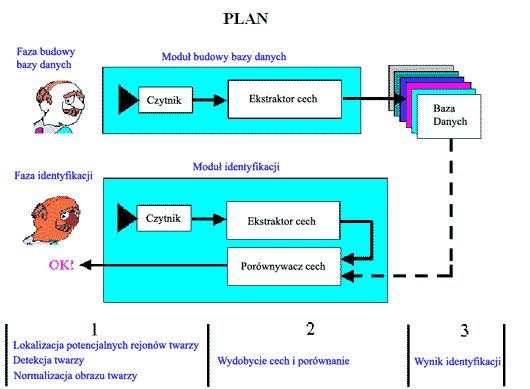 PLAN
Faza budowy
bazy danych
Moduł budowy bazy danych
Czytnik
Ekstraktor cech
Baza
Danych
Faza identyfikacji
Moduł identyfikacji
Czytnik
Ekstraktor cech
OK!
Porównywacz cech
1
2
3
Lokalizacja potencjalnych rejonów twarzy
Detekcja twarzy
Normalizacja obrazu twarzy
Wydobycie cech i porównanie
Wynik identyfikacji